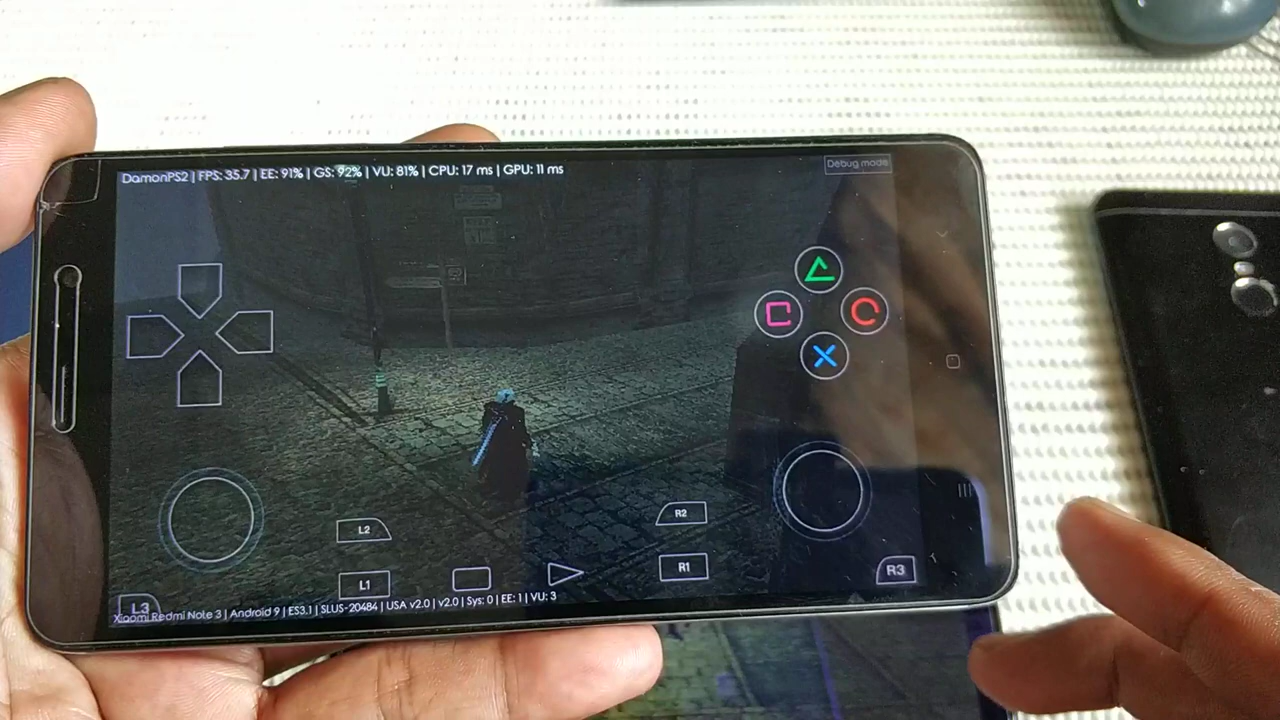 DamonPS2 | FPS: 35.7 | EE: 91% | GS: 92% | VU: 81% | CPU: 17 ms | GPU: 11 ms
Debug mode
L2
R2
L1
R1
R3
L3
Xiaomi Redmi Note 3 | Android 9 | ES3.1 | SLUS-20484 | USA v2.0 | v2.0 | Sys: 0 | EE: 1 | VU: 3